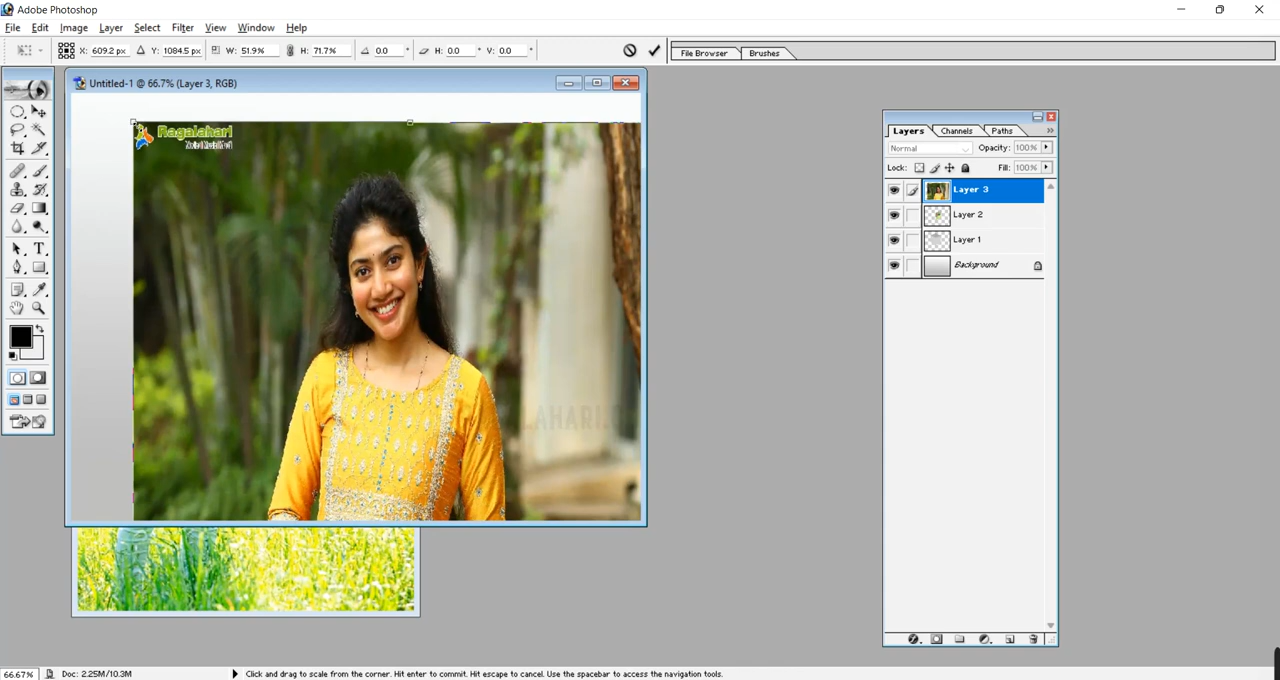 Adobe Photoshop
File Edit Image Layer Select Filter View Window Help
X: 609.2 px Y: 1084.5 px W: 51.9% H: 71.7% 0.0 ° H: 0.0 ° V: 0.0 ° File Browser Brushes
Untitled-1 @ 66.7% (Layer 3, RGB)
Ragalahari
LAHARI.C
Layers Channels Paths
Normal Opacity: 100%
Lock: Fill: 100%
Layer 3
Layer 2
Layer 1
Background
66.67% Doc: 2.25M/10.3M Click and drag to scale from the corner. Hit enter to commit. Hit escape to cancel. Use the spacebar to access the navigation tools.